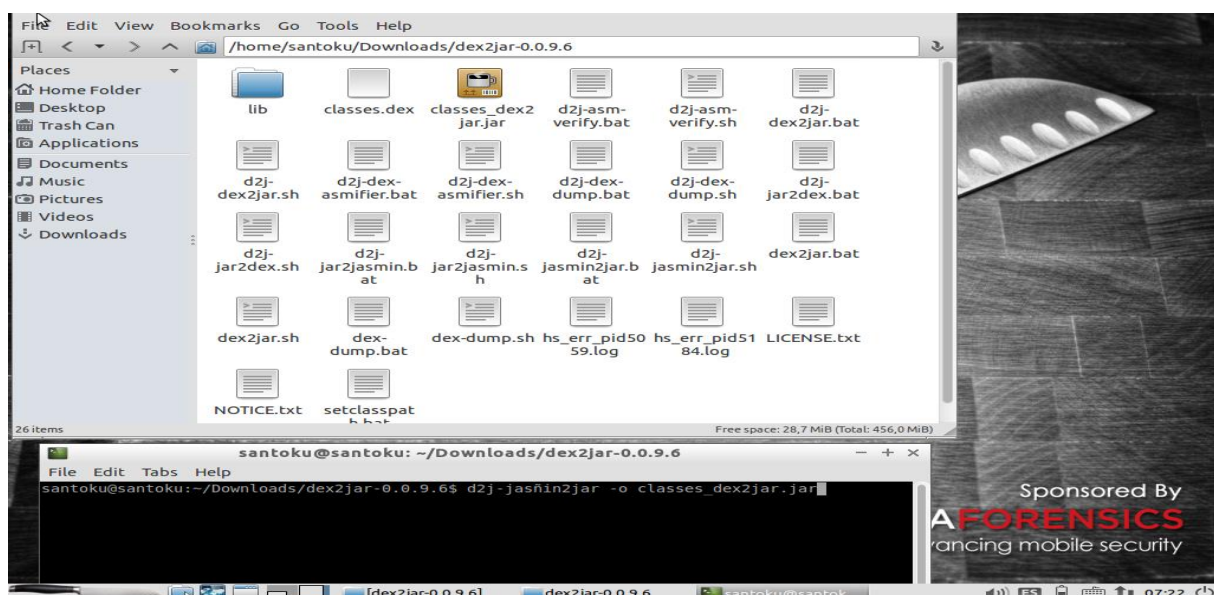 File Edit View Bookmarks Go Tools Help
/home/santoku/Downloads/dex2jar-0.0.9.6
Places
Home Folder
Desktop
Trash Can
Applications
Documents
Music
Pictures
Videos
Downloads
lib
classes.dex
classes_dex2
jar.jar
d2j-asm-
verify.bat
d2j-asm-
verify.sh
d2j-
dex2jar.bat
d2j-
dex2jar.sh
d2j-dex-
asmifier.bat
d2j-dex-
asmifier.sh
d2j-dex-
dump.bat
d2j-dex-
dump.sh
d2j-
jar2dex.bat
d2j-
jar2dex.sh
d2j-
jar2jasmin.b
at
d2j-
jar2jasmin.s
h
d2j-
jasmin2jar.b
at
d2j-
jasmin2jar.sh
dex2jar.bat
dex2jar.sh
dex-
dump.bat
dex-dump.sh
hs_err_pid50
59.log
hs_err_pid51
84.log
LICENSE.txt
NOTICE.txt
setclasspat
h.bat
26 items
Free space: 28,7 MiB (Total: 456,0 MiB)
santoku@santoku: ~/Downloads/dex2jar-0.0.9.6
File Edit Tabs Help
santoku@santoku:~/Downloads/dex2jar-0.0.9.6$ d2j-jasñin2jar -o classes_dex2jar.jar
Sponsored By
AFORENSICS
vancing mobile security
[dex2jar-0.0.9.6]
dex2jar-0.0.9.6
santoku@santok...
ES
07:22